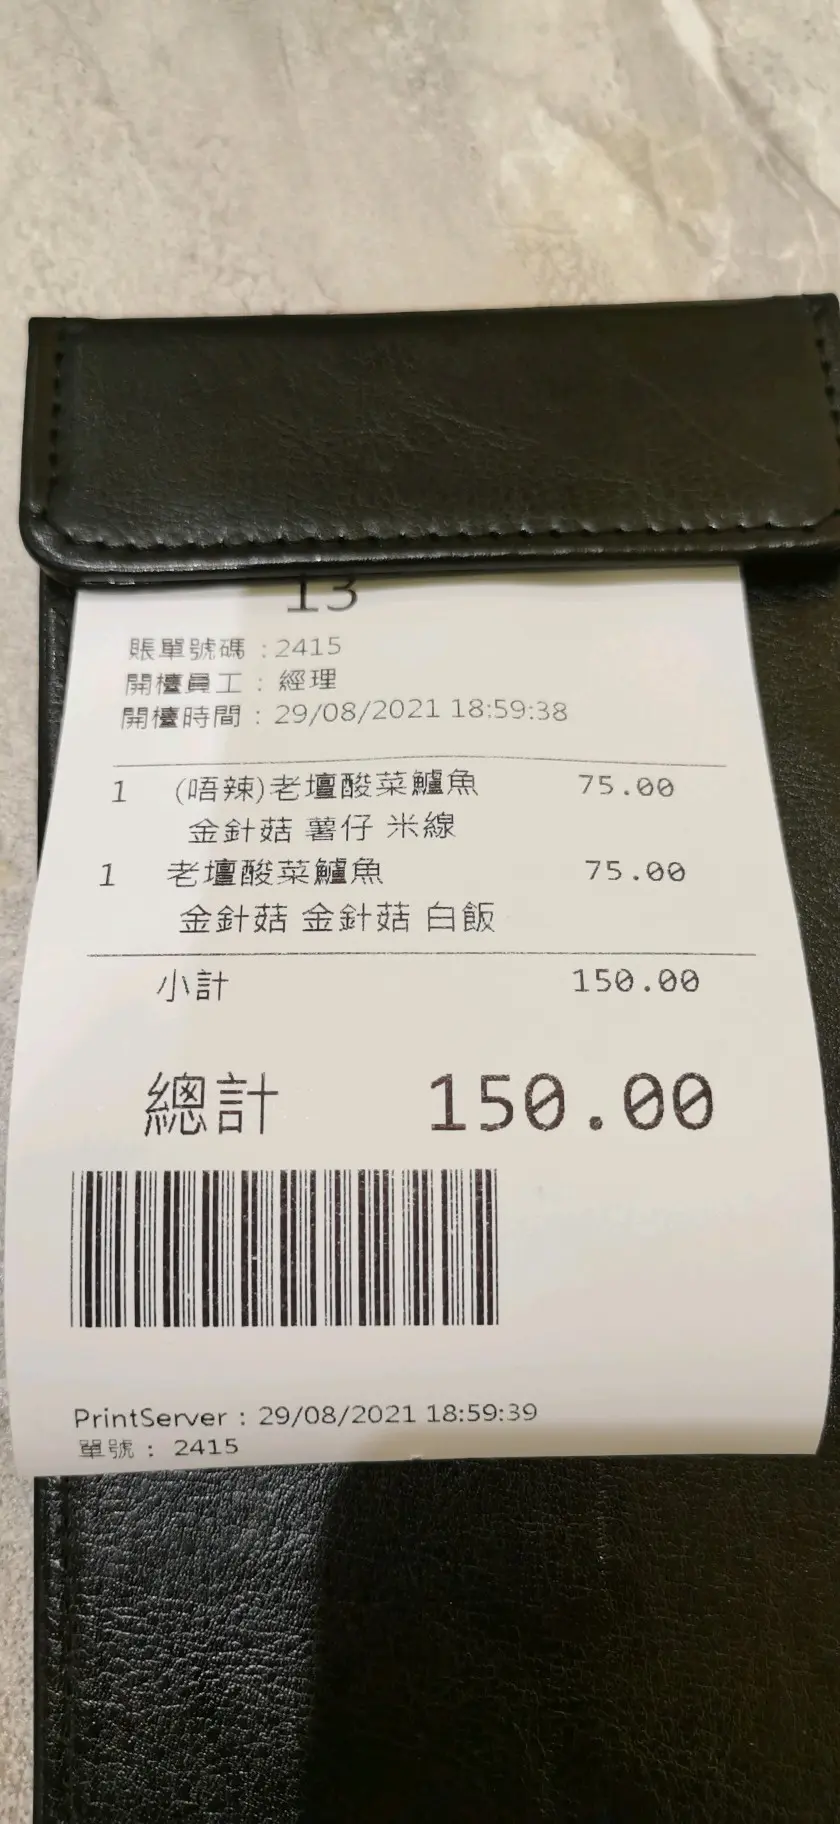 13
賬單號碼 : 2415
開檯員工 : 經理
開檯時間 : 29/08/2021 18:59:38
1 (唔辣)老壇酸菜鱸魚 75.00
金針菇 薯仔 米線
1 老壇酸菜鱸魚 75.00
金針菇 金針菇 白飯
小計 150.00
總計 150.00
PrintServer : 29/08/2021 18:59:39
單號 : 2415